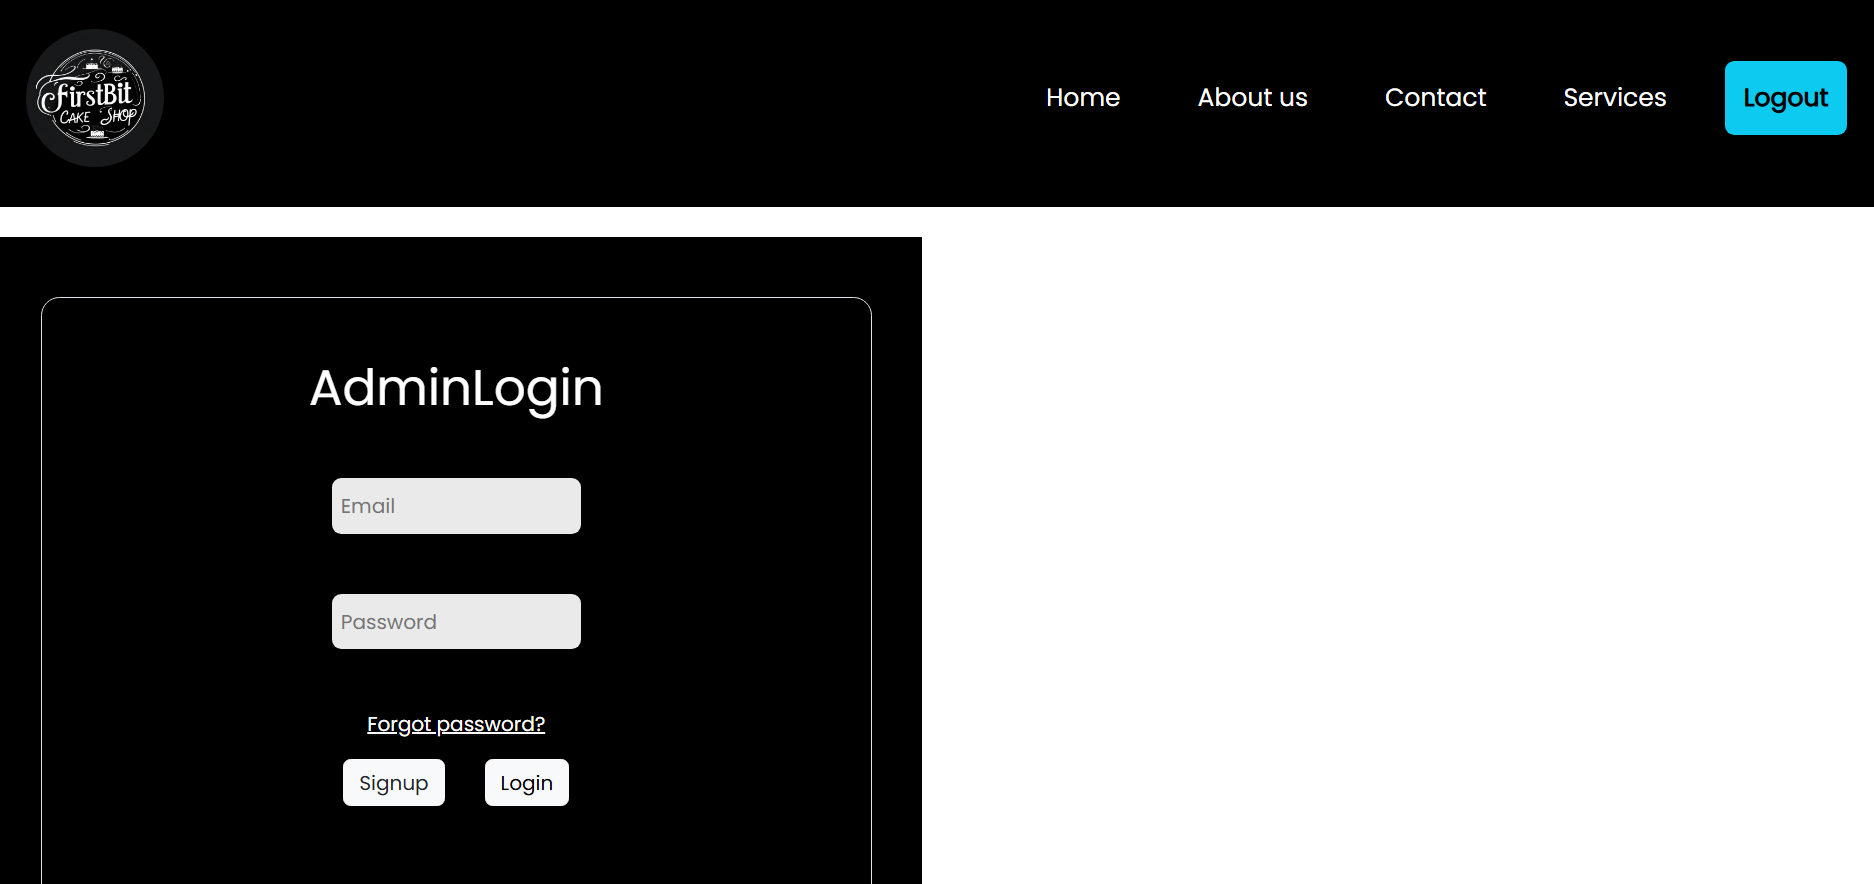 FirstBit
CAKE SHOP
Home About us Contact Services Logout
AdminLogin
Email
Password
Forgot password?
Signup Login